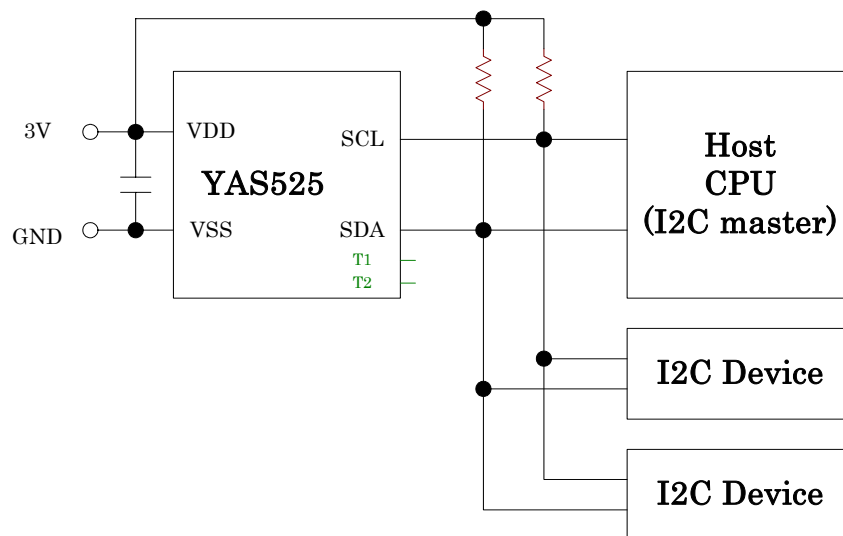 3V
GND
VDD
VSS
YAS525
SCL
SDA
T1
T2
Host
CPU
(I2C master)
I2C Device
I2C Device